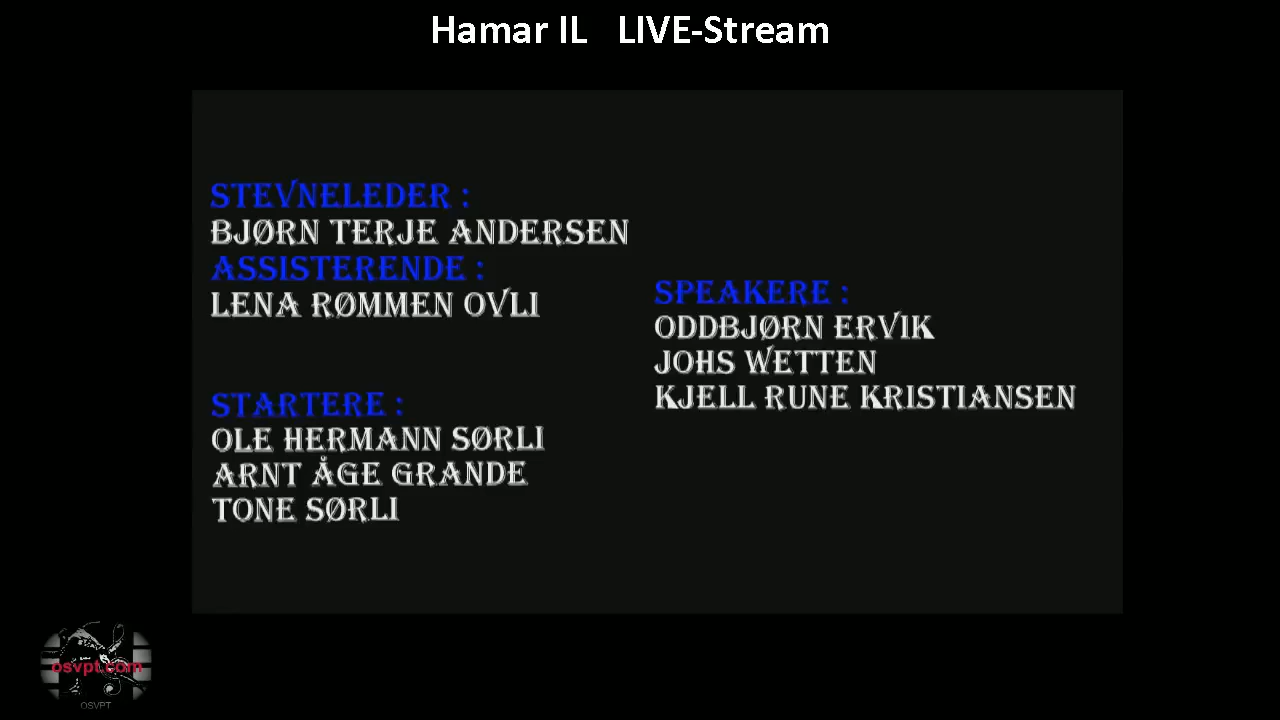 Hamar IL LIVE-Stream
STEVNELEDER :
BJØRN TERJE ANDERSEN
ASSISTERENDE :
LENA RØMMEN OVLI
STARTERE :
OLE HERMANN SØRLI
ARNT ÅGE GRANDE
TONE SØRLI
SPEAKERE :
ODDBJØRN ERVIK
JOHS WETTEN
KJELL RUNE KRISTIANSEN
osvpt.com
OSVPT